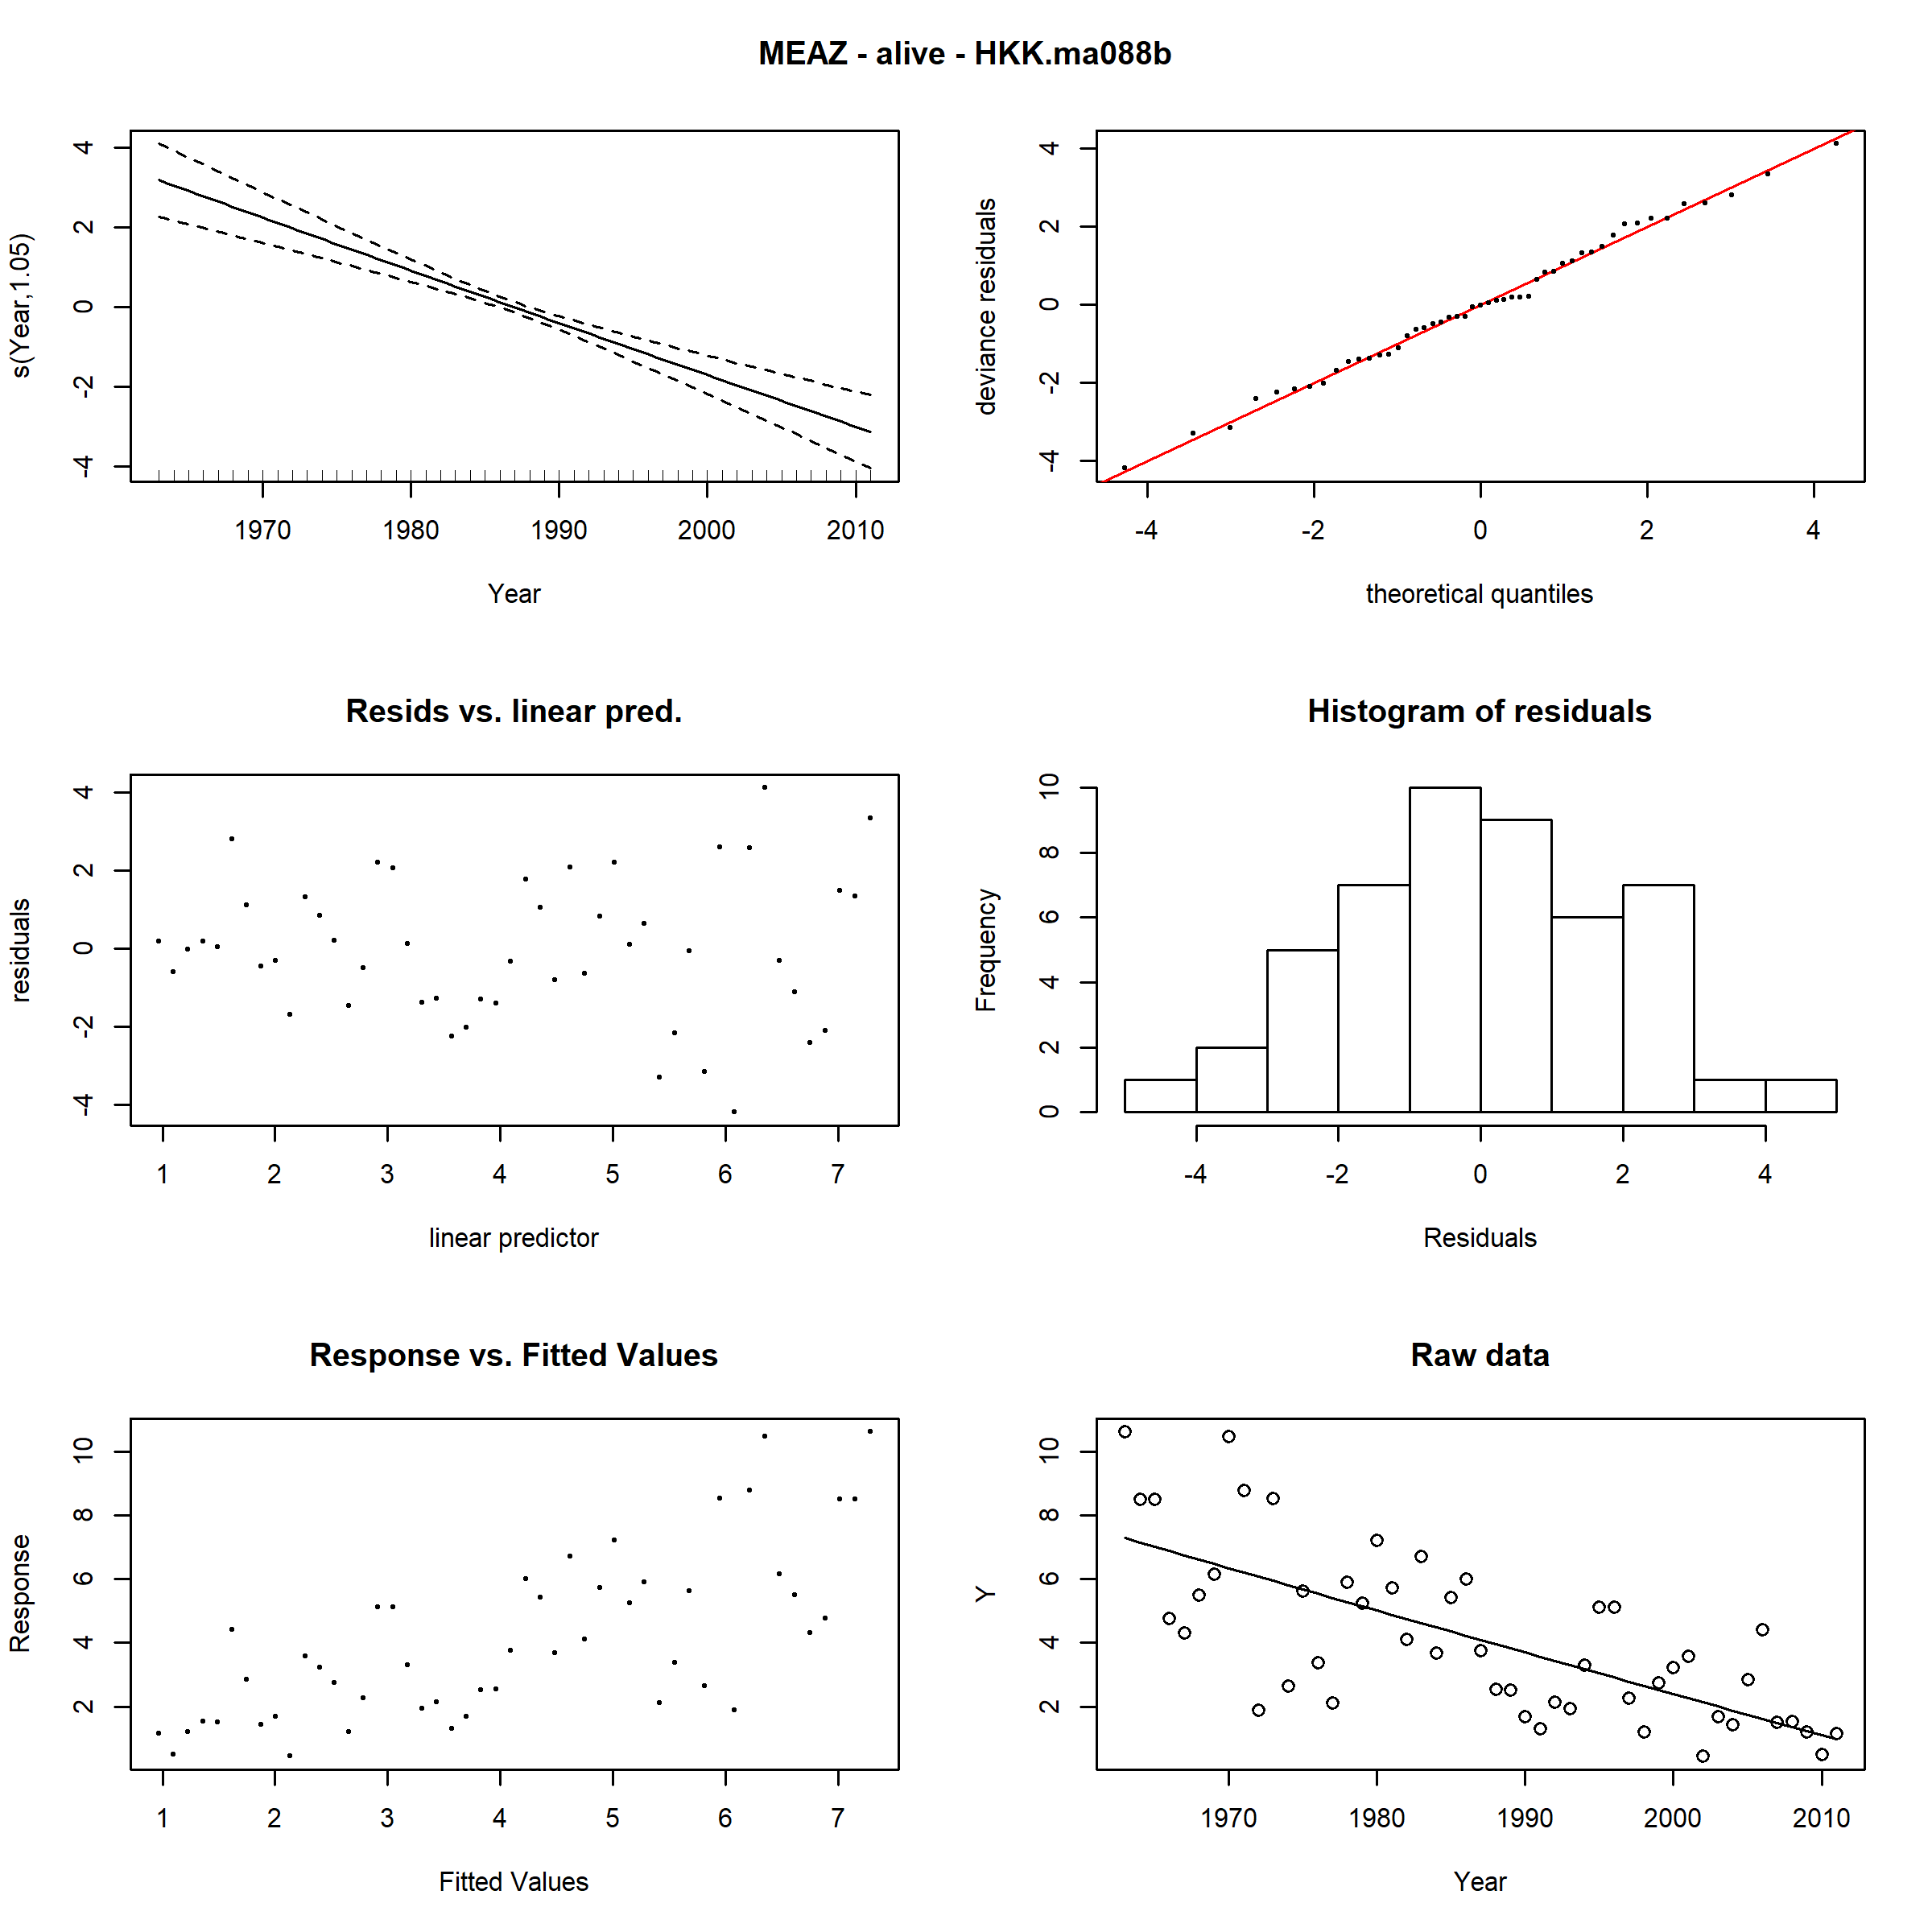 MEAZ - alive - HKK.ma088b
s(Year,1.05)
4
2
0
-2
-4
1970 1980 1990 2000 2010
Year
deviance residuals
4
2
0
-2
-4
-4 -2 0 2 4
theoretical quantiles
Resids vs. linear pred.
residuals
4
2
0
-2
-4
1 2 3 4 5 6 7
linear predictor
Histogram of residuals
Frequency
10
8
6
4
2
0
-4 -2 0 2 4
Residuals
Response vs. Fitted Values
Response
10
8
6
4
2
1 2 3 4 5 6 7
Fitted Values
Raw data
Y
10
8
6
4
2
1970 1980 1990 2000 2010
Year